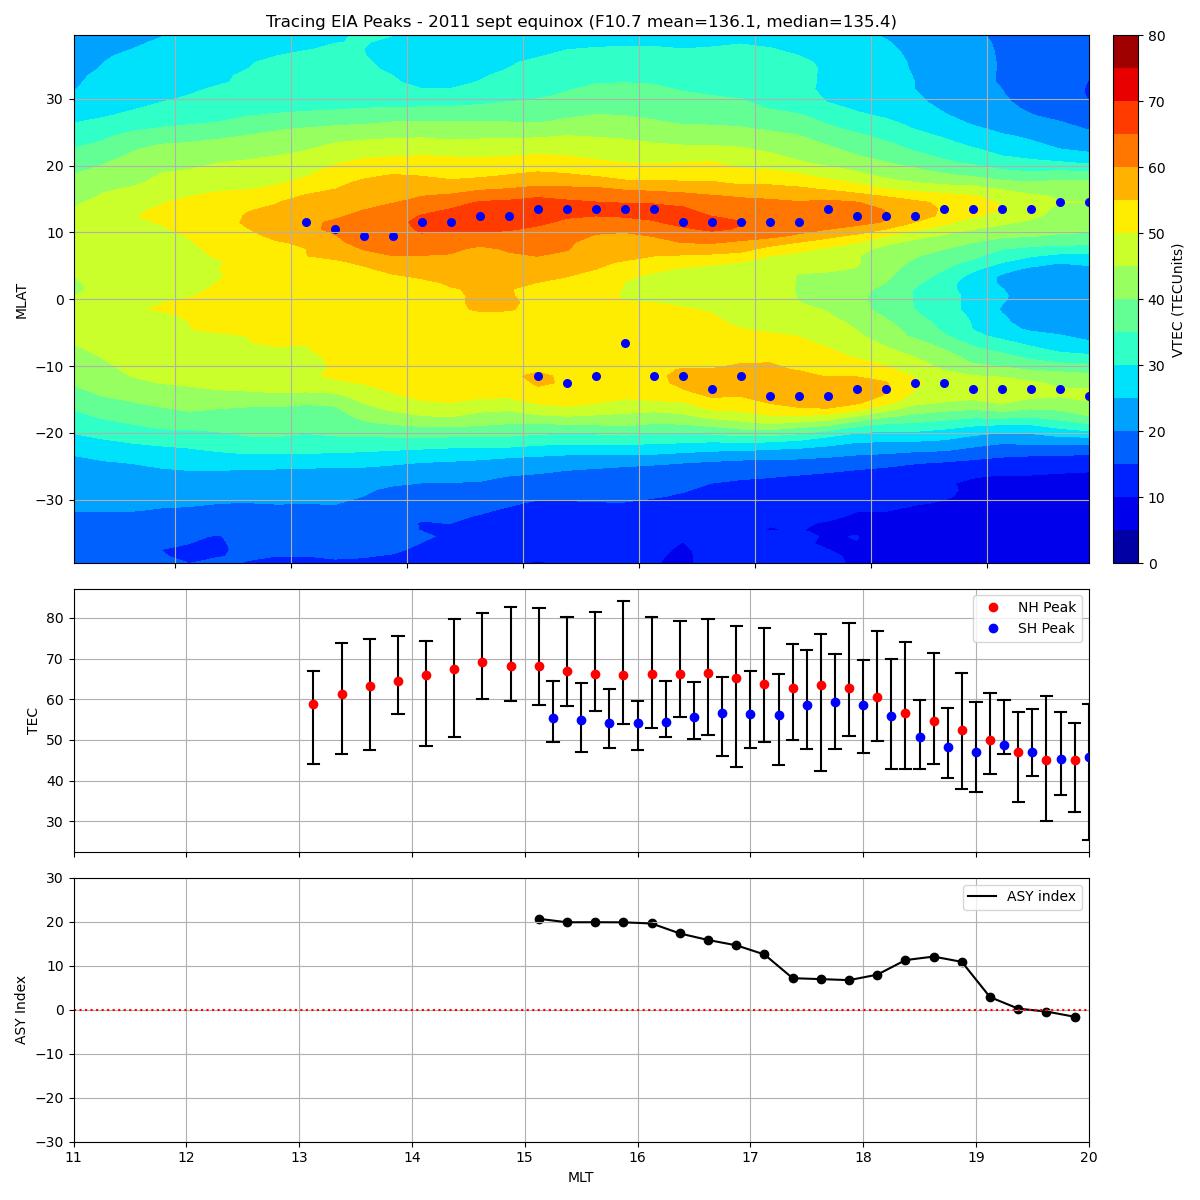 Tracing EIA Peaks - 2011 sept equinox (F10.7 mean=136.1, median=135.4)
30
20
10
0
−10
−20
−30
MLAT
80
70
60
50
40
30
20
10
0
VTEC (TECUnits)
80
70
60
50
40
30
TEC
NH Peak
SH Peak
30
20
10
0
−10
−20
−30
ASY Index
ASY index
11 12 13 14 15 16 17 18 19 20
MLT